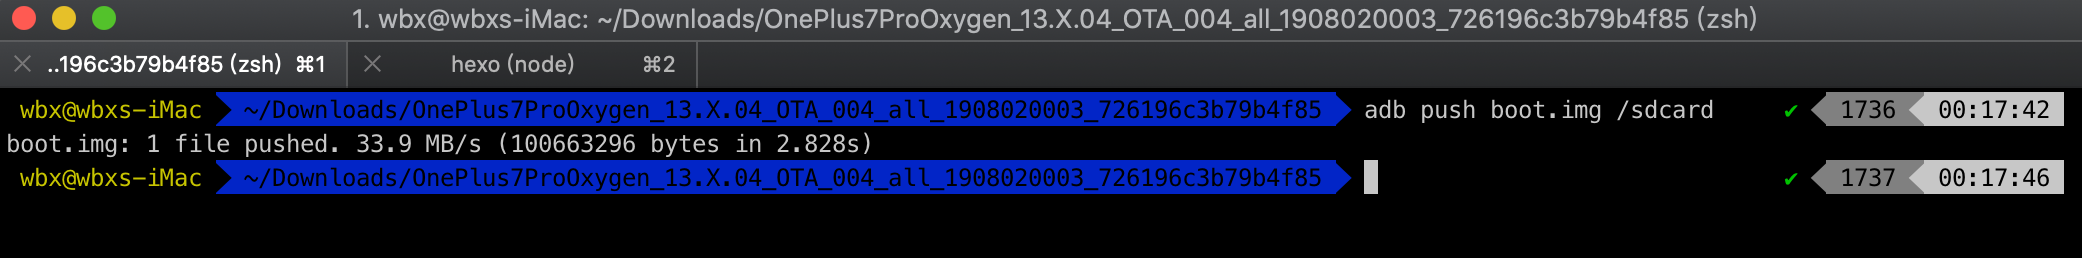 1. wbx@wbxs-iMac: ~/Downloads/OnePlus7ProOxygen_13.X.04_OTA_004_all_1908020003_726196c3b79b4f85 (zsh)
..196c3b79b4f85 (zsh) ⌘1 hexo (node) ⌘2
wbx@wbxs-iMac ~/Downloads/OnePlus7ProOxygen_13.X.04_OTA_004_all_1908020003_726196c3b79b4f85 adb push boot.img /sdcard ✔ 1736 00:17:42
boot.img: 1 file pushed. 33.9 MB/s (100663296 bytes in 2.828s)
wbx@wbxs-iMac ~/Downloads/OnePlus7ProOxygen_13.X.04_OTA_004_all_1908020003_726196c3b79b4f85 ✔ 1737 00:17:46